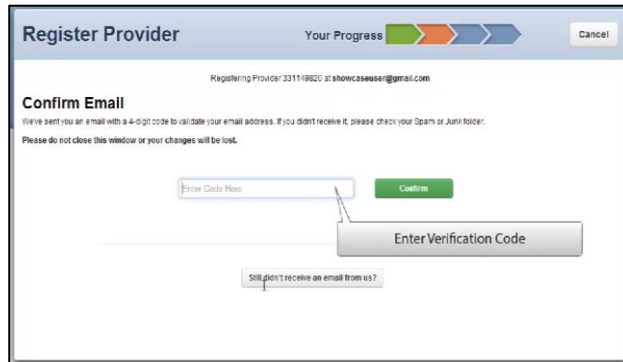 Register Provider
Your Progress
Cancel
Registering Provider 331149820 at showcaseuser@gmail.com
Confirm Email
We've sent you an email with a 4-digit code to validate your email address. If you didn't receive it, please check your Spam or Junk folder.
Please do not close this window or your changes will be lost.
Enter Code Here
Confirm
Enter Verification Code
Still didn't receive an email from us?